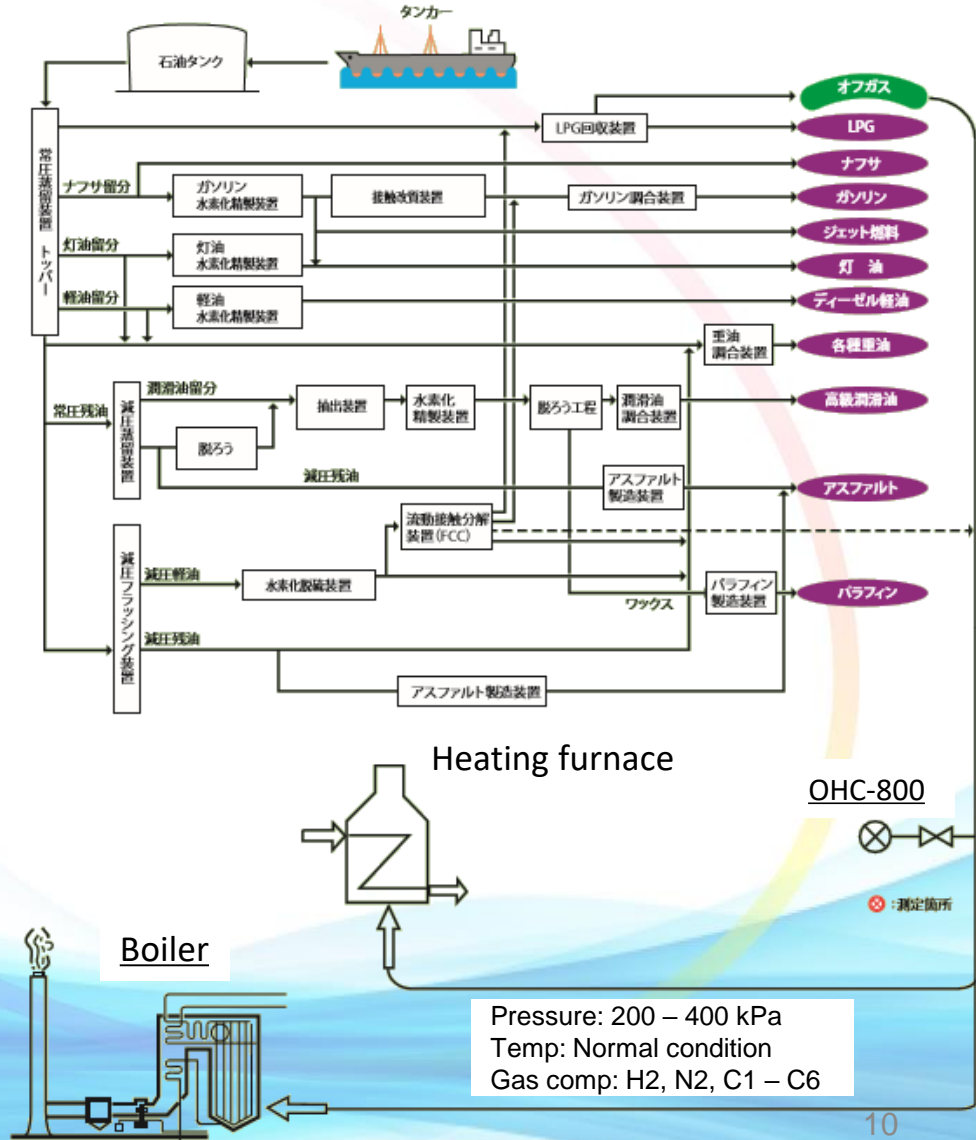 タンカー
石油タンク
オフガス
LPG回収装置
LPG
常圧蒸留装置 トッパー
ナフサ
ナフサ留分
ガソリン
水素化精製装置
接触改質装置
ガソリン調合装置
ガソリン
ジェット燃料
灯油留分
灯油
水素化精製装置
灯 油
軽油留分
軽油
水素化精製装置
ディーゼル軽油
重油
調合装置
各種重油
潤滑油留分
常圧残油
減圧蒸留装置
抽出装置
水素化
精製装置
脱ろう工程
潤滑油
調合装置
高級潤滑油
脱ろう
減圧残油
アスファルト
製造装置
アスファルト
流動接触分解
装置(FCC)
減圧フラッシング装置
減圧軽油
水素化脱硫装置
パラフィン
製造装置
パラフィン
ワックス
減圧残油
アスファルト製造装置
Heating furnace
OHC-800
:測定箇所
Boiler
Pressure: 200 – 400 kPa
Temp: Normal condition
Gas comp: H2, N2, C1 – C6
10